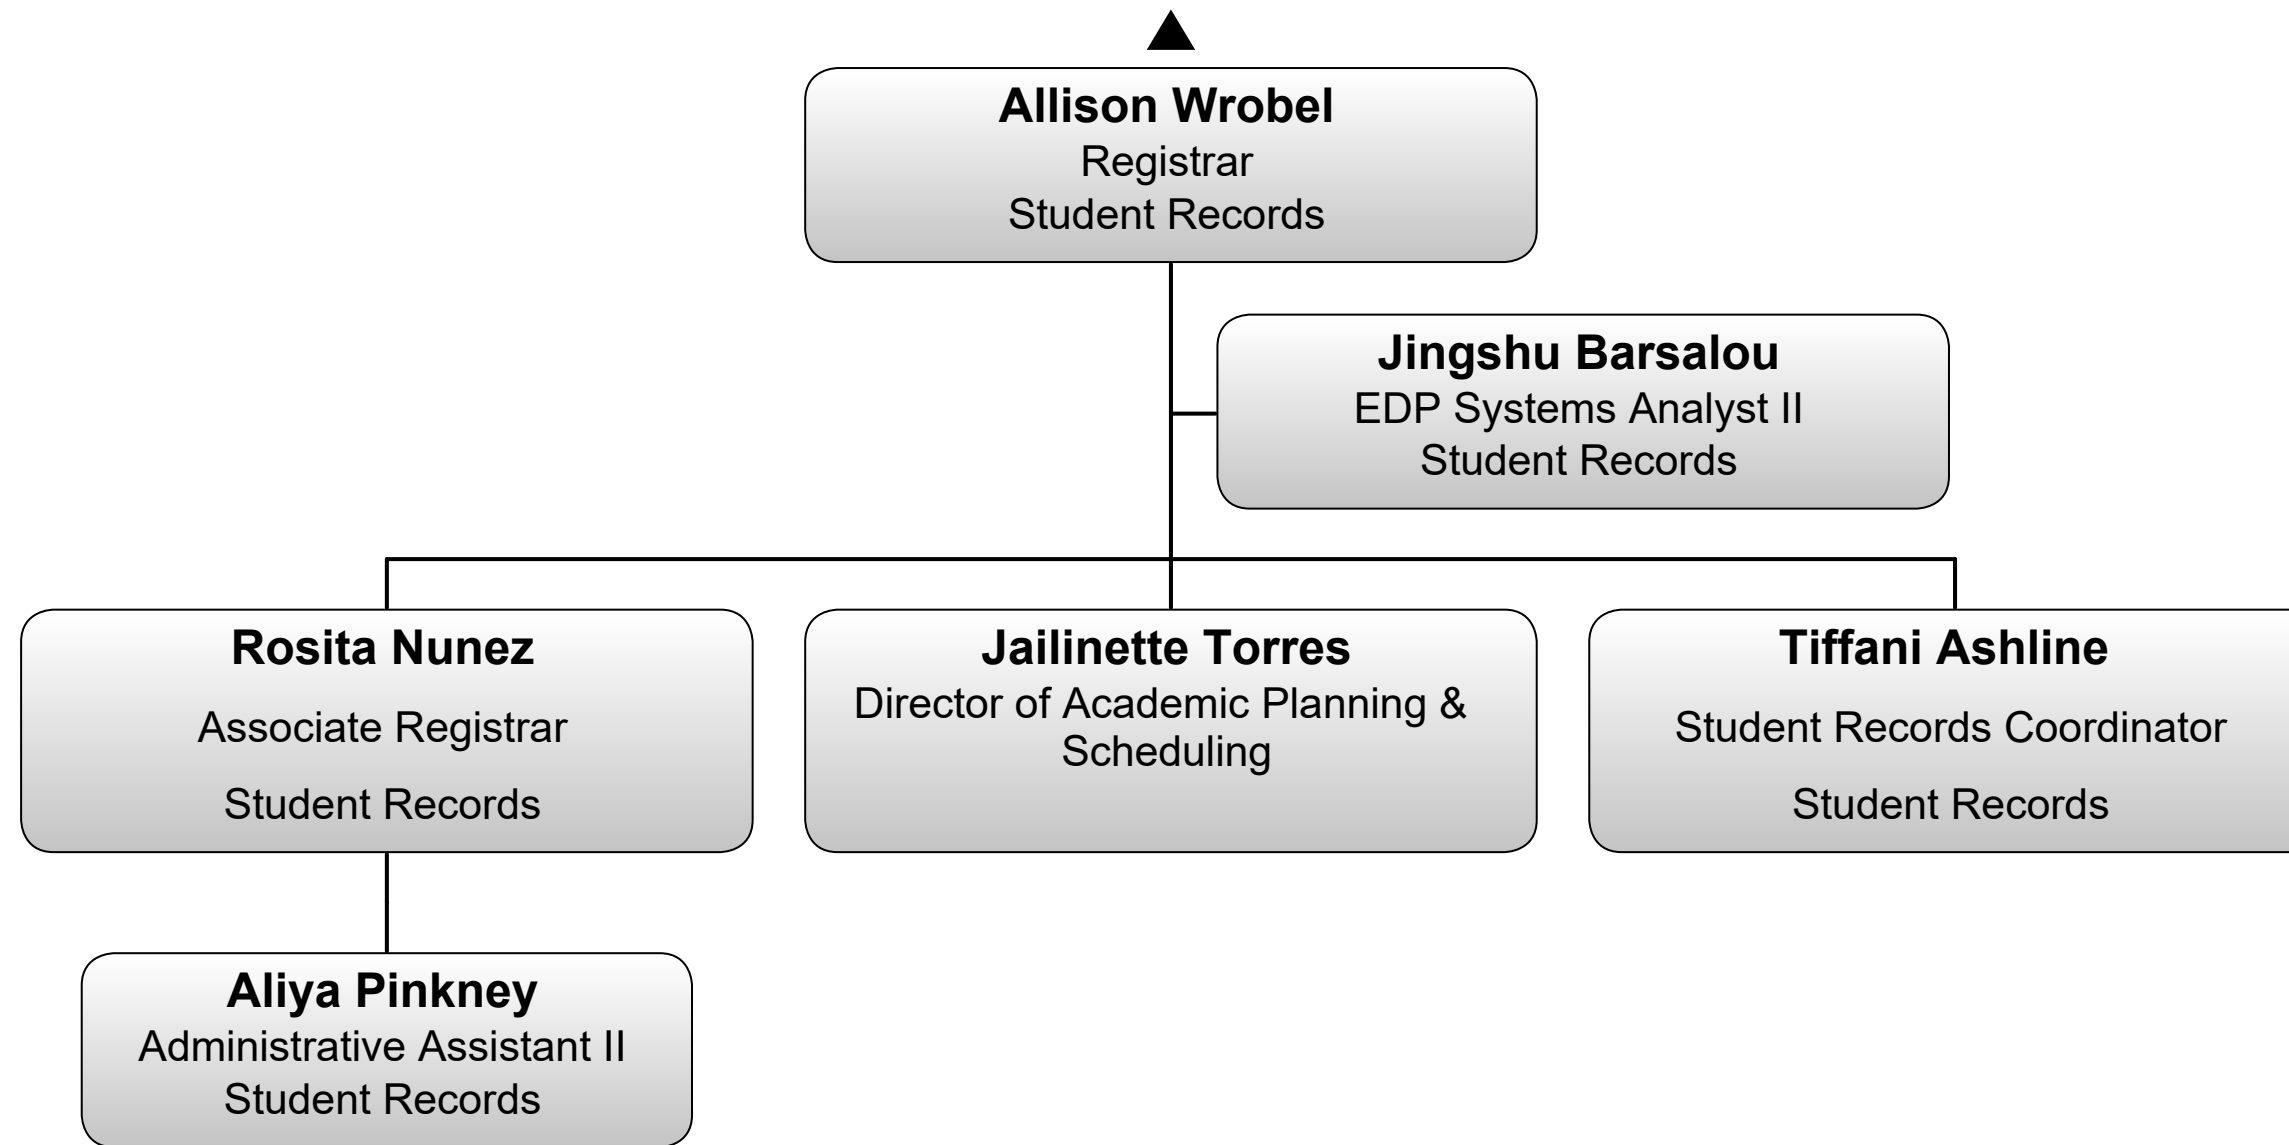 Allison Wrobel
Registrar
Student Records
Jingshu Barsalou
EDP Systems Analyst II
Student Records
Rosita Nunez
Associate Registrar
Student Records
Jailinette Torres
Director of Academic Planning &
Scheduling
Tiffani Ashline
Student Records Coordinator
Student Records
Aliya Pinkney
Administrative Assistant II
Student Records